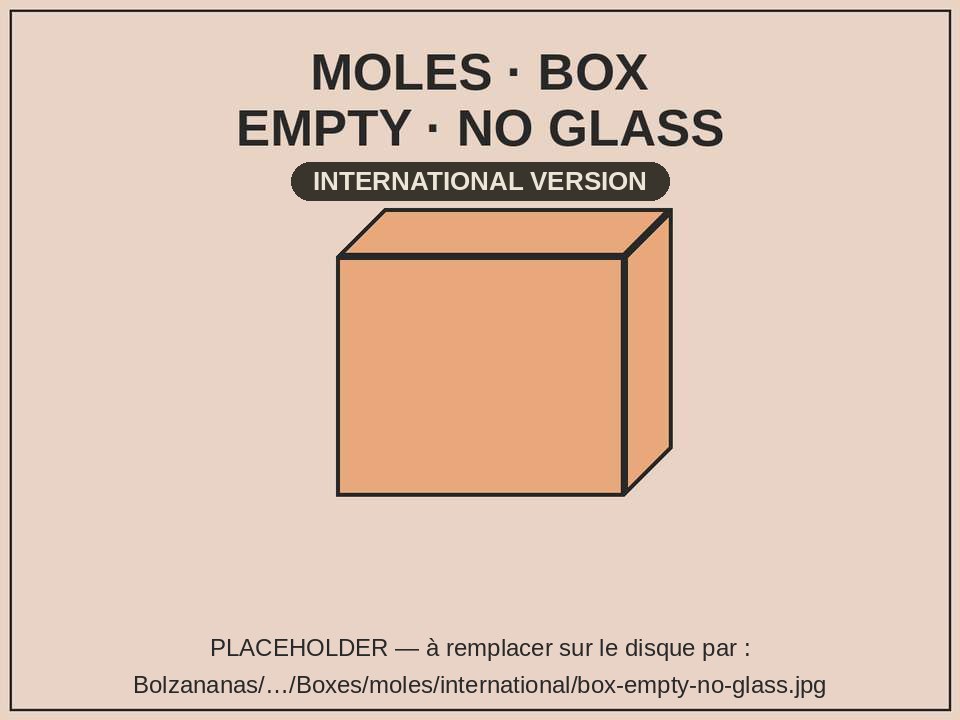 MOLES · BOX
EMPTY · NO GLASS
INTERNATIONAL VERSION
PLACEHOLDER — à remplacer sur le disque par :
Bolzananas/…/Boxes/moles/international/box-empty-no-glass.jpg